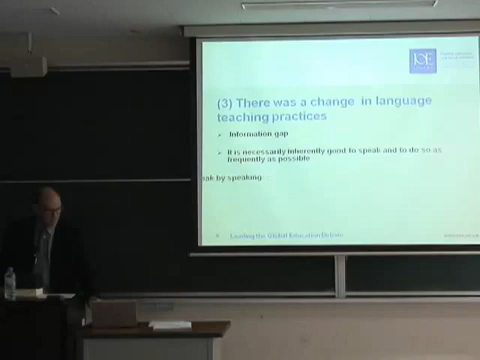 IOE
(3) There was a change in language
teaching practices
Information gap
It is necessarily inherently good to speak and to do so as
frequently as possible
eak by speaking
Leading the Global Education Debate